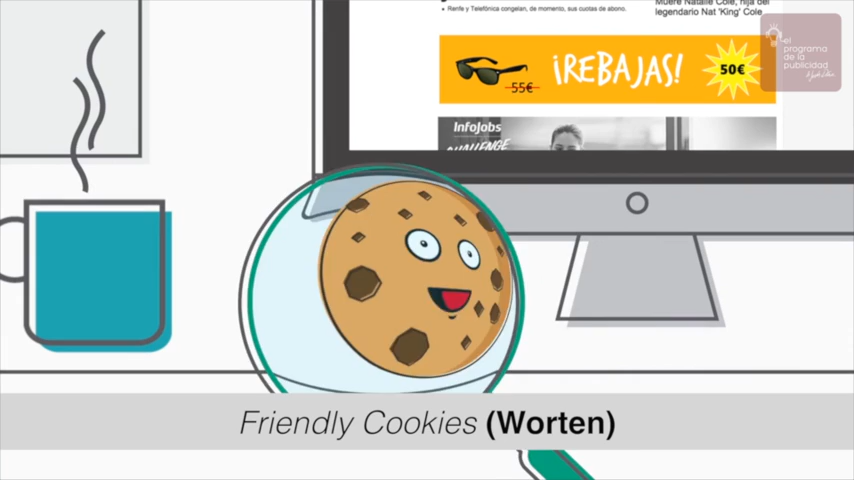 • Renfe y Telefónica congelan, de momento, sus cuotas de abono.
Muere Natalie Cole, hija del
legendario Nat 'King' Cole
¡REBAJAS!
55€
50€
el
programa
de la
publicidad
InfoJobs
CHALLENGE
Friendly Cookies (Worten)